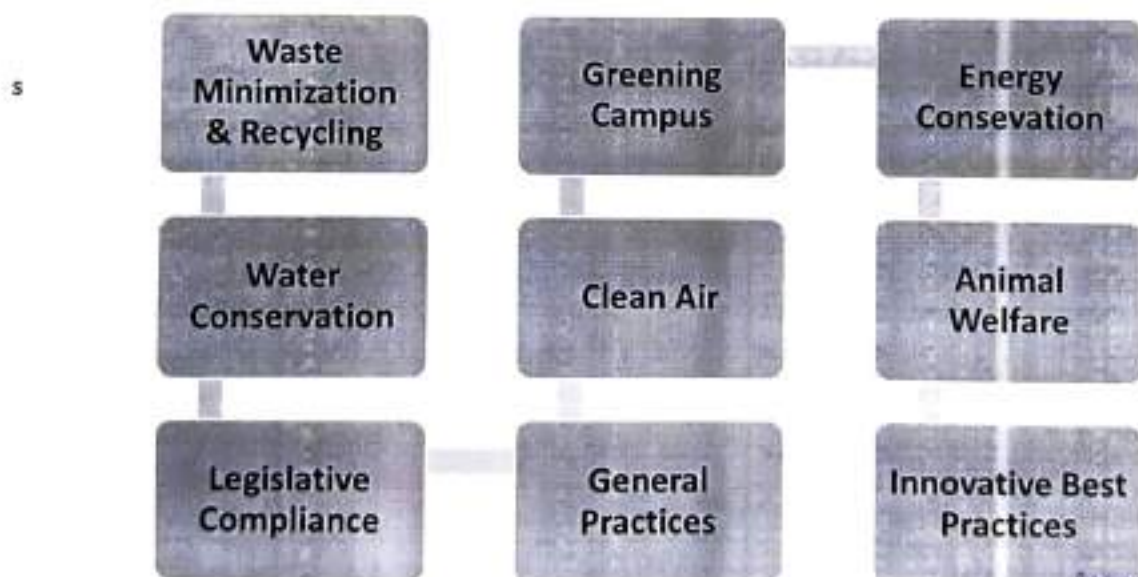 s
Waste
Minimization
& Recycling
Greening
Campus
Energy
Consevation
Water
Conservation
Clean Air
Animal
Welfare
Legislative
Compliance
General
Practices
Innovative Best
Practices